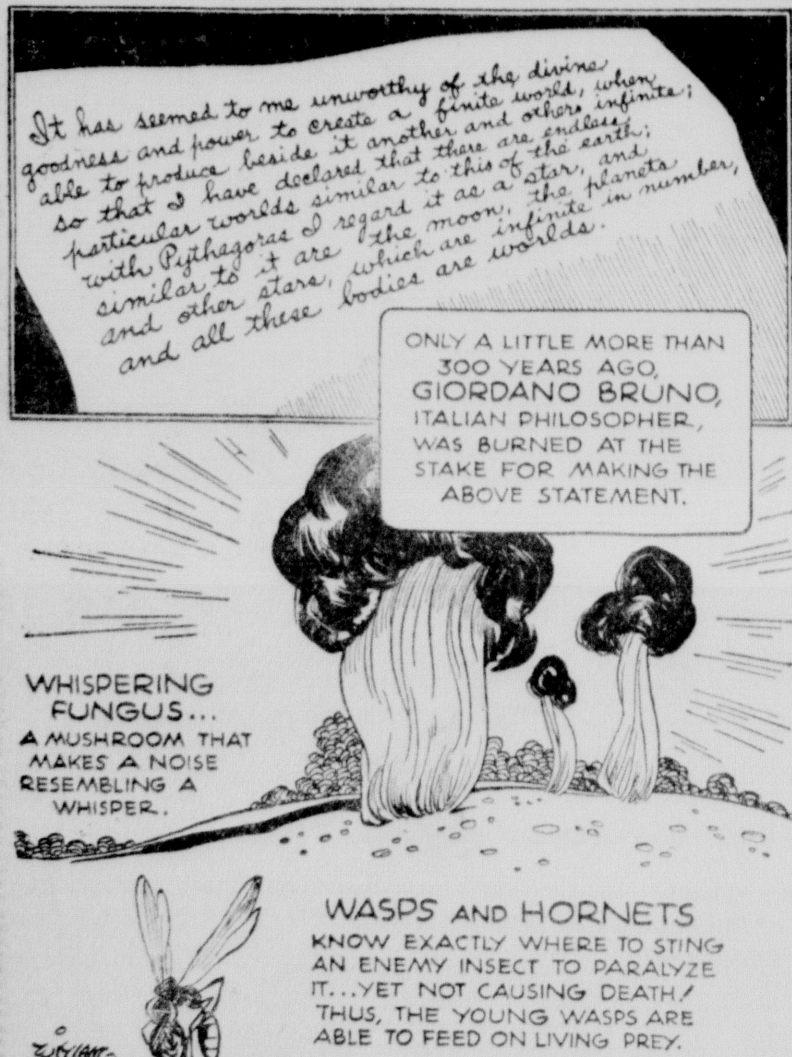 It has seemed to me unworthy of the divine
goodness and power to create a finite world, when
able to produce beside it another and others infinite;
so that I have declared that there are endless
particular worlds similar to this of the earth;
with Pythagoras I regard it as a star, and
similar to it are the moon, the planets
and other stars, which are infinite in number,
and all these bodies are worlds.
ONLY A LITTLE MORE THAN
300 YEARS AGO,
GIORDANO BRUNO,
ITALIAN PHILOSOPHER,
WAS BURNED AT THE
STAKE FOR MAKING THE
ABOVE STATEMENT.
WHISPERING
FUNGUS...
A MUSHROOM THAT
MAKES A NOISE
RESEMBLING A
WHISPER.
WASPS AND HORNETS
KNOW EXACTLY WHERE TO STING
AN ENEMY INSECT TO PARALYZE
IT...YET NOT CAUSING DEATH!
THUS, THE YOUNG WASPS ARE
ABLE TO FEED ON LIVING PREY.